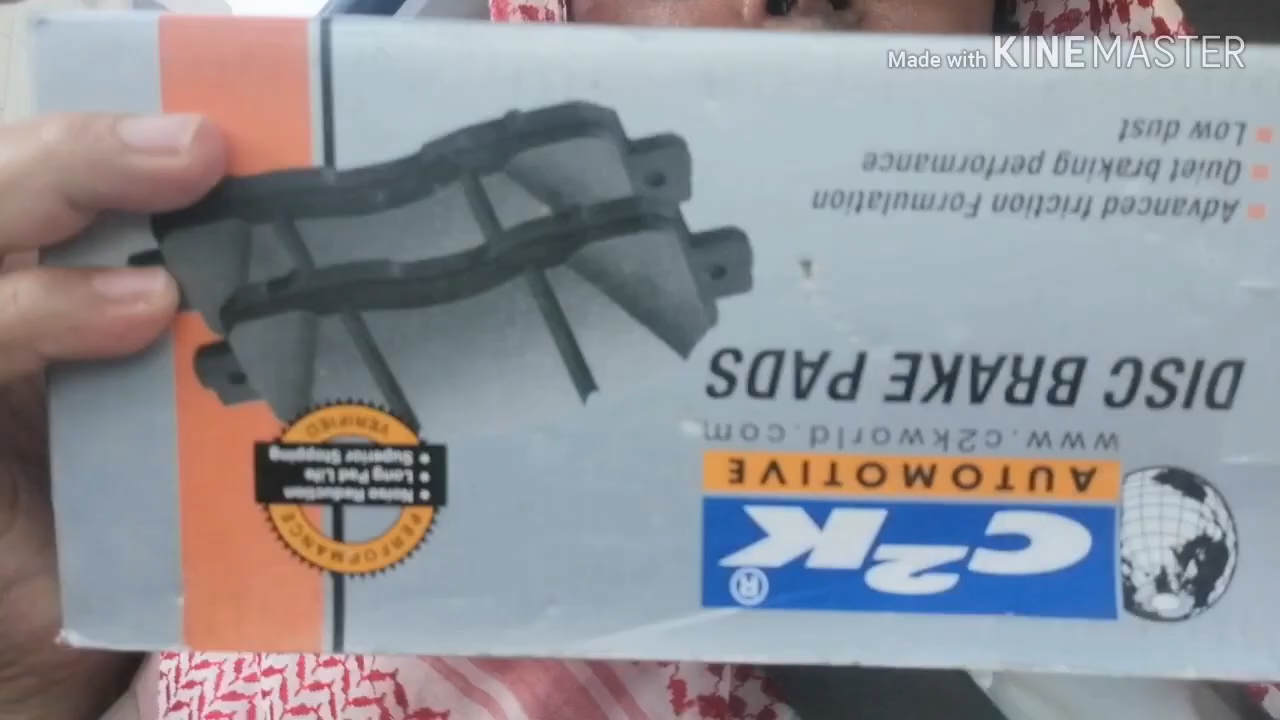 Made with KINEMASTER
C2K®
AUTOMOTIVE
www.c2kworld.com
DISC BRAKE PADS
Advanced friction Formulation
Quiet braking performance
Low dust
PERFORMANCE
• Noise Reduction
• Long Pad Life
• Superior Stopping
VERIFIED